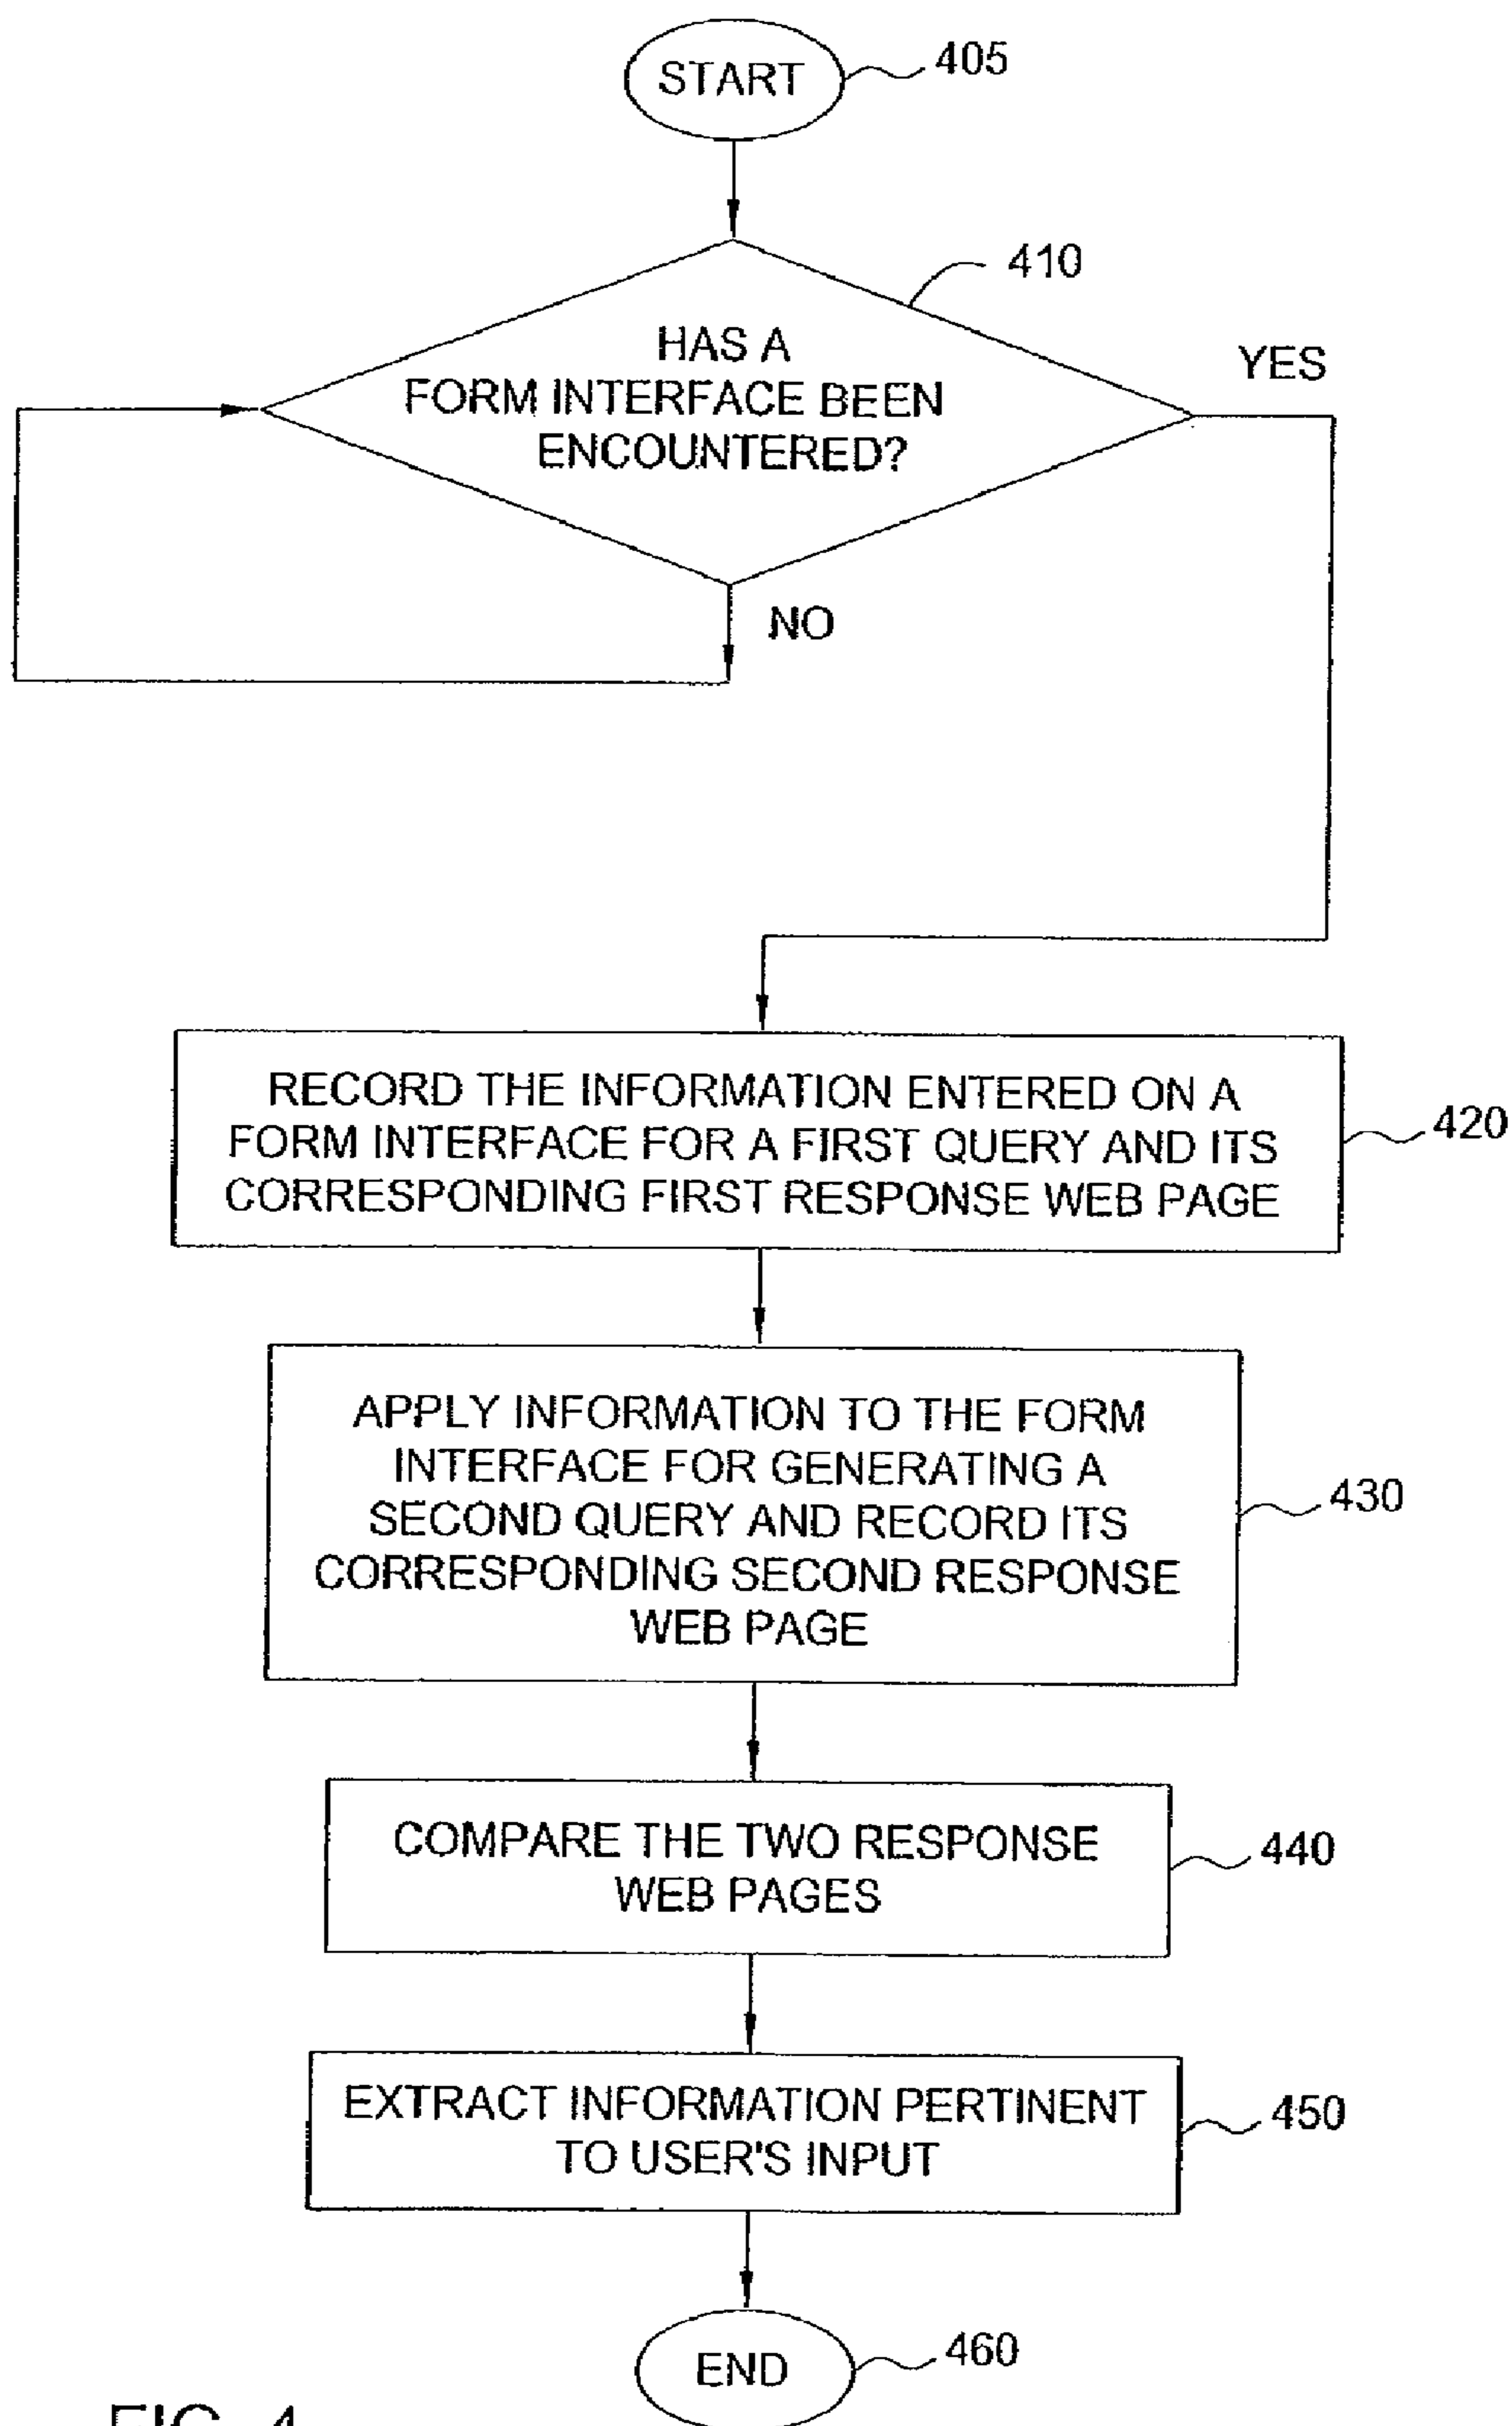 START
405
410
HAS A
FORM INTERFACE BEEN
ENCOUNTERED?
YES
NO
RECORD THE INFORMATION ENTERED ON A
FORM INTERFACE FOR A FIRST QUERY AND ITS
CORRESPONDING FIRST RESPONSE WEB PAGE
420
APPLY INFORMATION TO THE FORM
INTERFACE FOR GENERATING A
SECOND QUERY AND RECORD ITS
CORRESPONDING SECOND RESPONSE
WEB PAGE
430
COMPARE THE TWO RESPONSE
WEB PAGES
440
EXTRACT INFORMATION PERTINENT
TO USER'S INPUT
450
END
460
FIG. 4